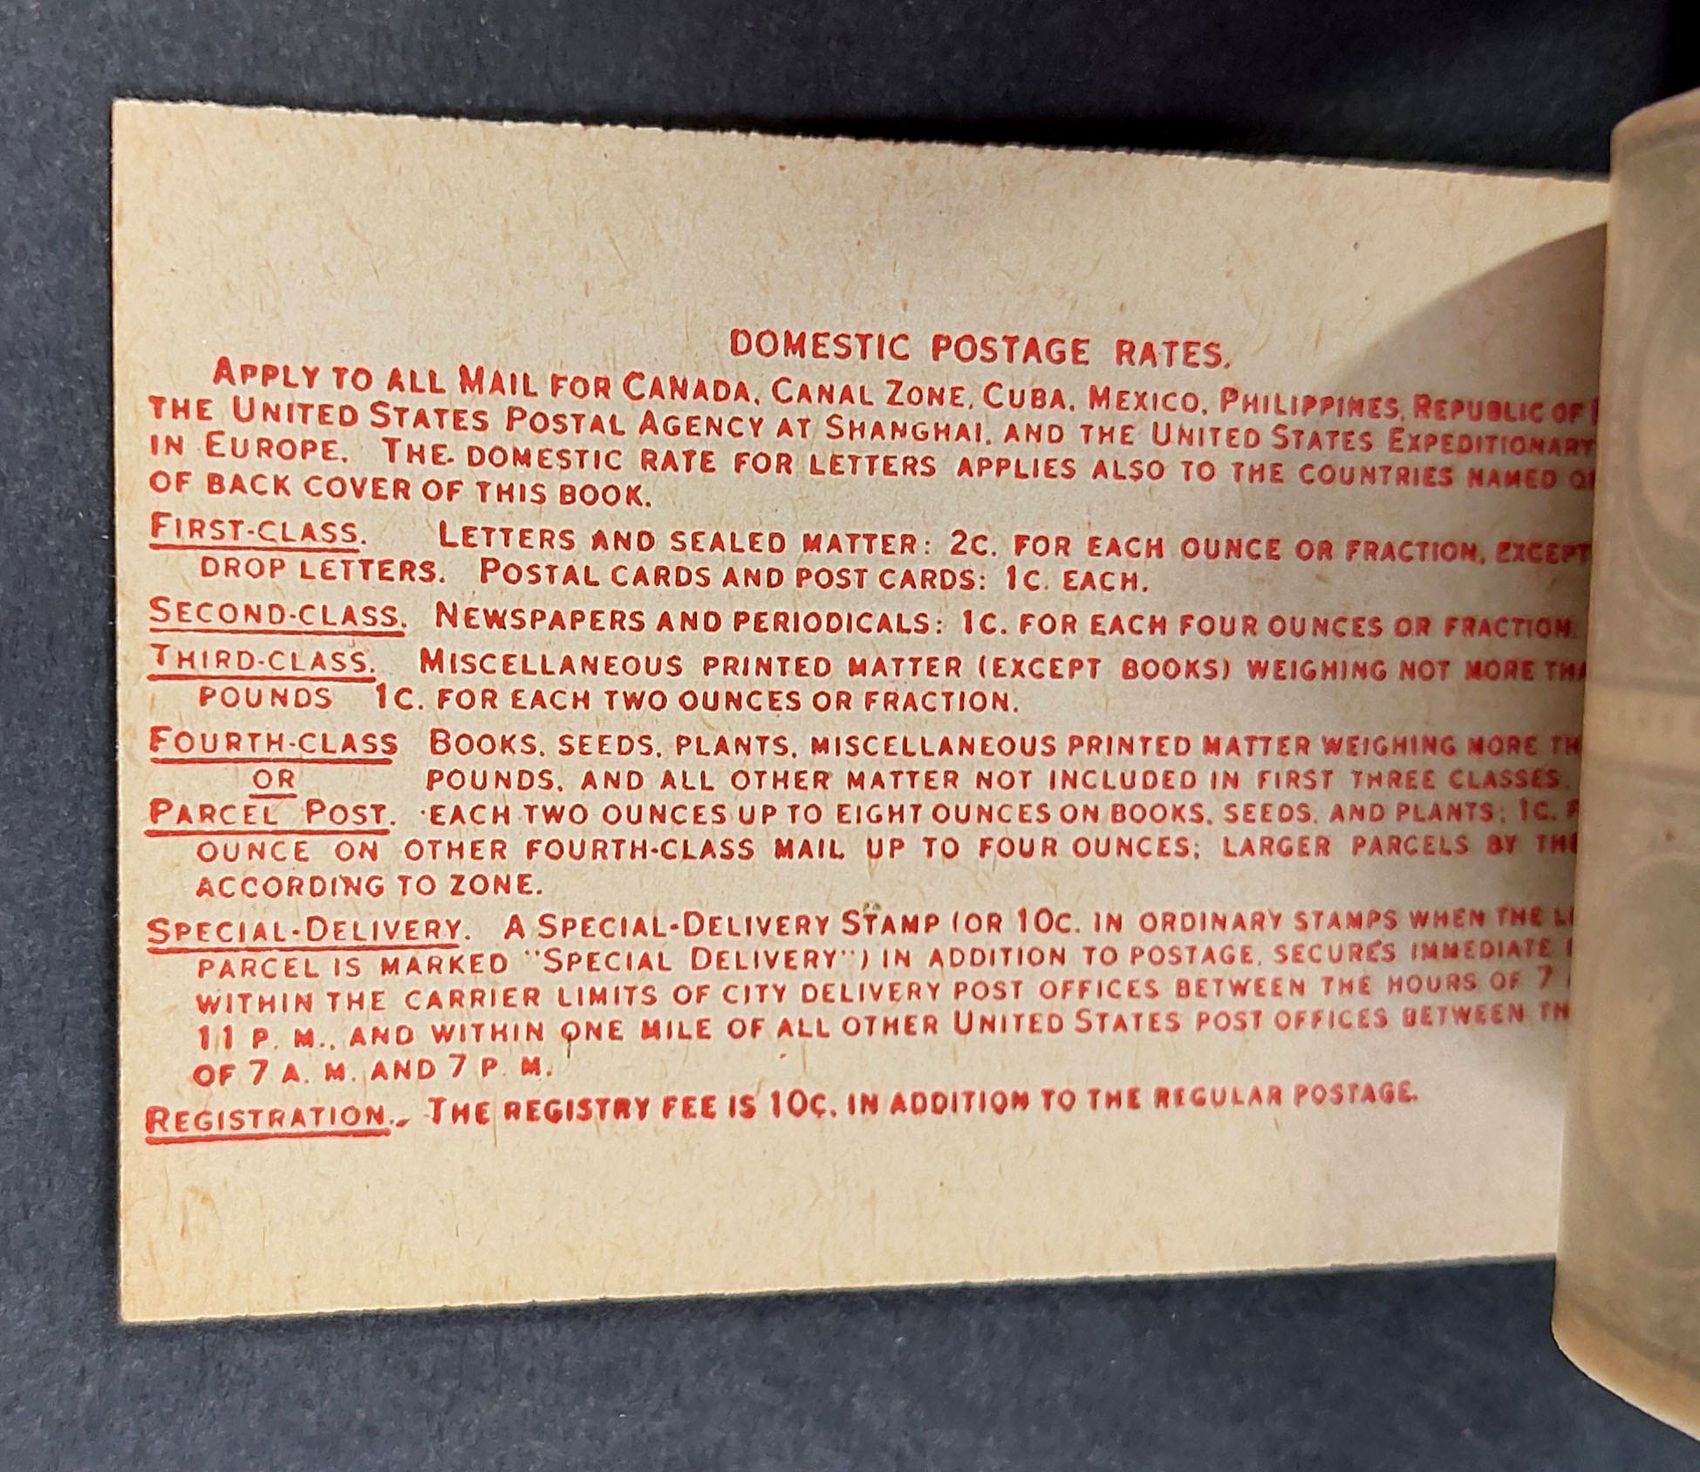 DOMESTIC POSTAGE RATES.
APPLY TO ALL MAIL FOR CANADA, CANAL ZONE, CUBA, MEXICO, PHILIPPINES, REPUBLIC OF
THE UNITED STATES POSTAL AGENCY AT SHANGHAI, AND THE UNITED STATES EXPEDITIONARY
IN EUROPE. THE DOMESTIC RATE FOR LETTERS APPLIES ALSO TO THE COUNTRIES NAMED
OF BACK COVER OF THIS BOOK.
FIRST-CLASS. LETTERS AND SEALED MATTER: 2C. FOR EACH OUNCE OR FRACTION, EXCEPT
DROP LETTERS. POSTAL CARDS AND POST CARDS: 1C. EACH.
SECOND-CLASS. NEWSPAPERS AND PERIODICALS: 1C. FOR EACH FOUR OUNCES OR FRACTION.
THIRD-CLASS. MISCELLANEOUS PRINTED MATTER (EXCEPT BOOKS) WEIGHING NOT MORE
POUNDS 1C. FOR EACH TWO OUNCES OR FRACTION.
FOURTH-CLASS BOOKS, SEEDS, PLANTS, MISCELLANEOUS PRINTED MATTER WEIGHING MORE
OR POUNDS, AND ALL OTHER MATTER NOT INCLUDED IN FIRST THREE CLASSES.
PARCEL POST. EACH TWO OUNCES UP TO EIGHT OUNCES ON BOOKS, SEEDS, AND PLANTS; 1C.
OUNCE ON OTHER FOURTH-CLASS MAIL UP TO FOUR OUNCES; LARGER PARCELS BY
ACCORDING TO ZONE.
SPECIAL-DELIVERY. A SPECIAL-DELIVERY STAMP (OR 10C. IN ORDINARY STAMPS WHEN THE
PARCEL IS MARKED "SPECIAL DELIVERY") IN ADDITION TO POSTAGE, SECURES IMMEDIATE
WITHIN THE CARRIER LIMITS OF CITY DELIVERY POST OFFICES BETWEEN THE HOURS OF 7
11 P. M., AND WITHIN ONE MILE OF ALL OTHER UNITED STATES POST OFFICES BETWEEN
OF 7 A. M. AND 7 P. M.
REGISTRATION. THE REGISTRY FEE IS 10C. IN ADDITION TO THE REGULAR POSTAGE.